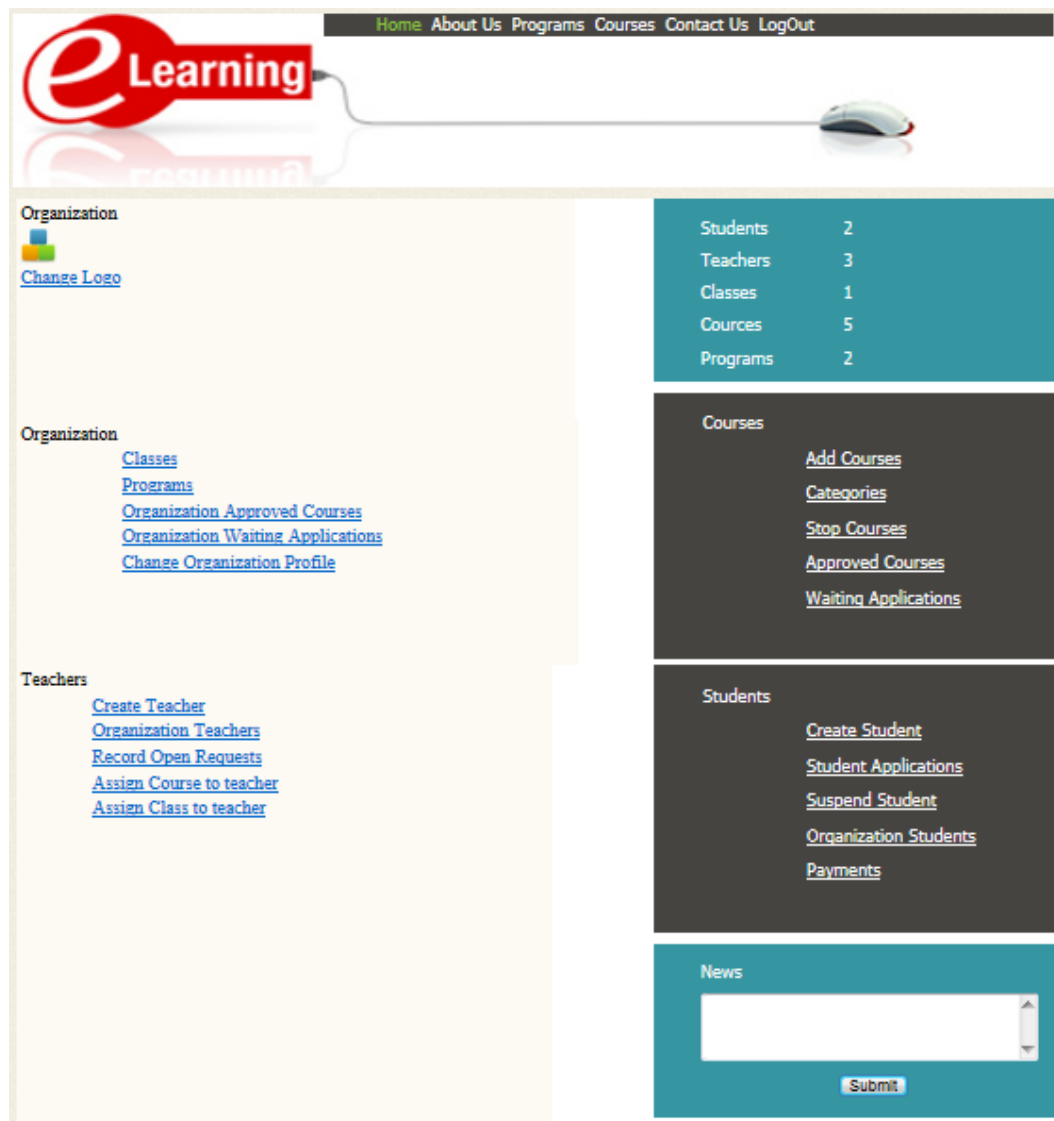 Home About Us Programs Courses Contact Us LogOut
e Learning
Organization
Change Logo
Students 2
Teachers 3
Classes 1
Cources 5
Programs 2
Organization
Classes
Programs
Organization Approved Courses
Organization Waiting Applications
Change Organization Profile
Courses
Add Courses
Categories
Stop Courses
Approved Courses
Waiting Applications
Teachers
Create Teacher
Organization Teachers
Record Open Requests
Assign Course to teacher
Assign Class to teacher
Students
Create Student
Student Applications
Suspend Student
Organization Students
Payments
News
Submit